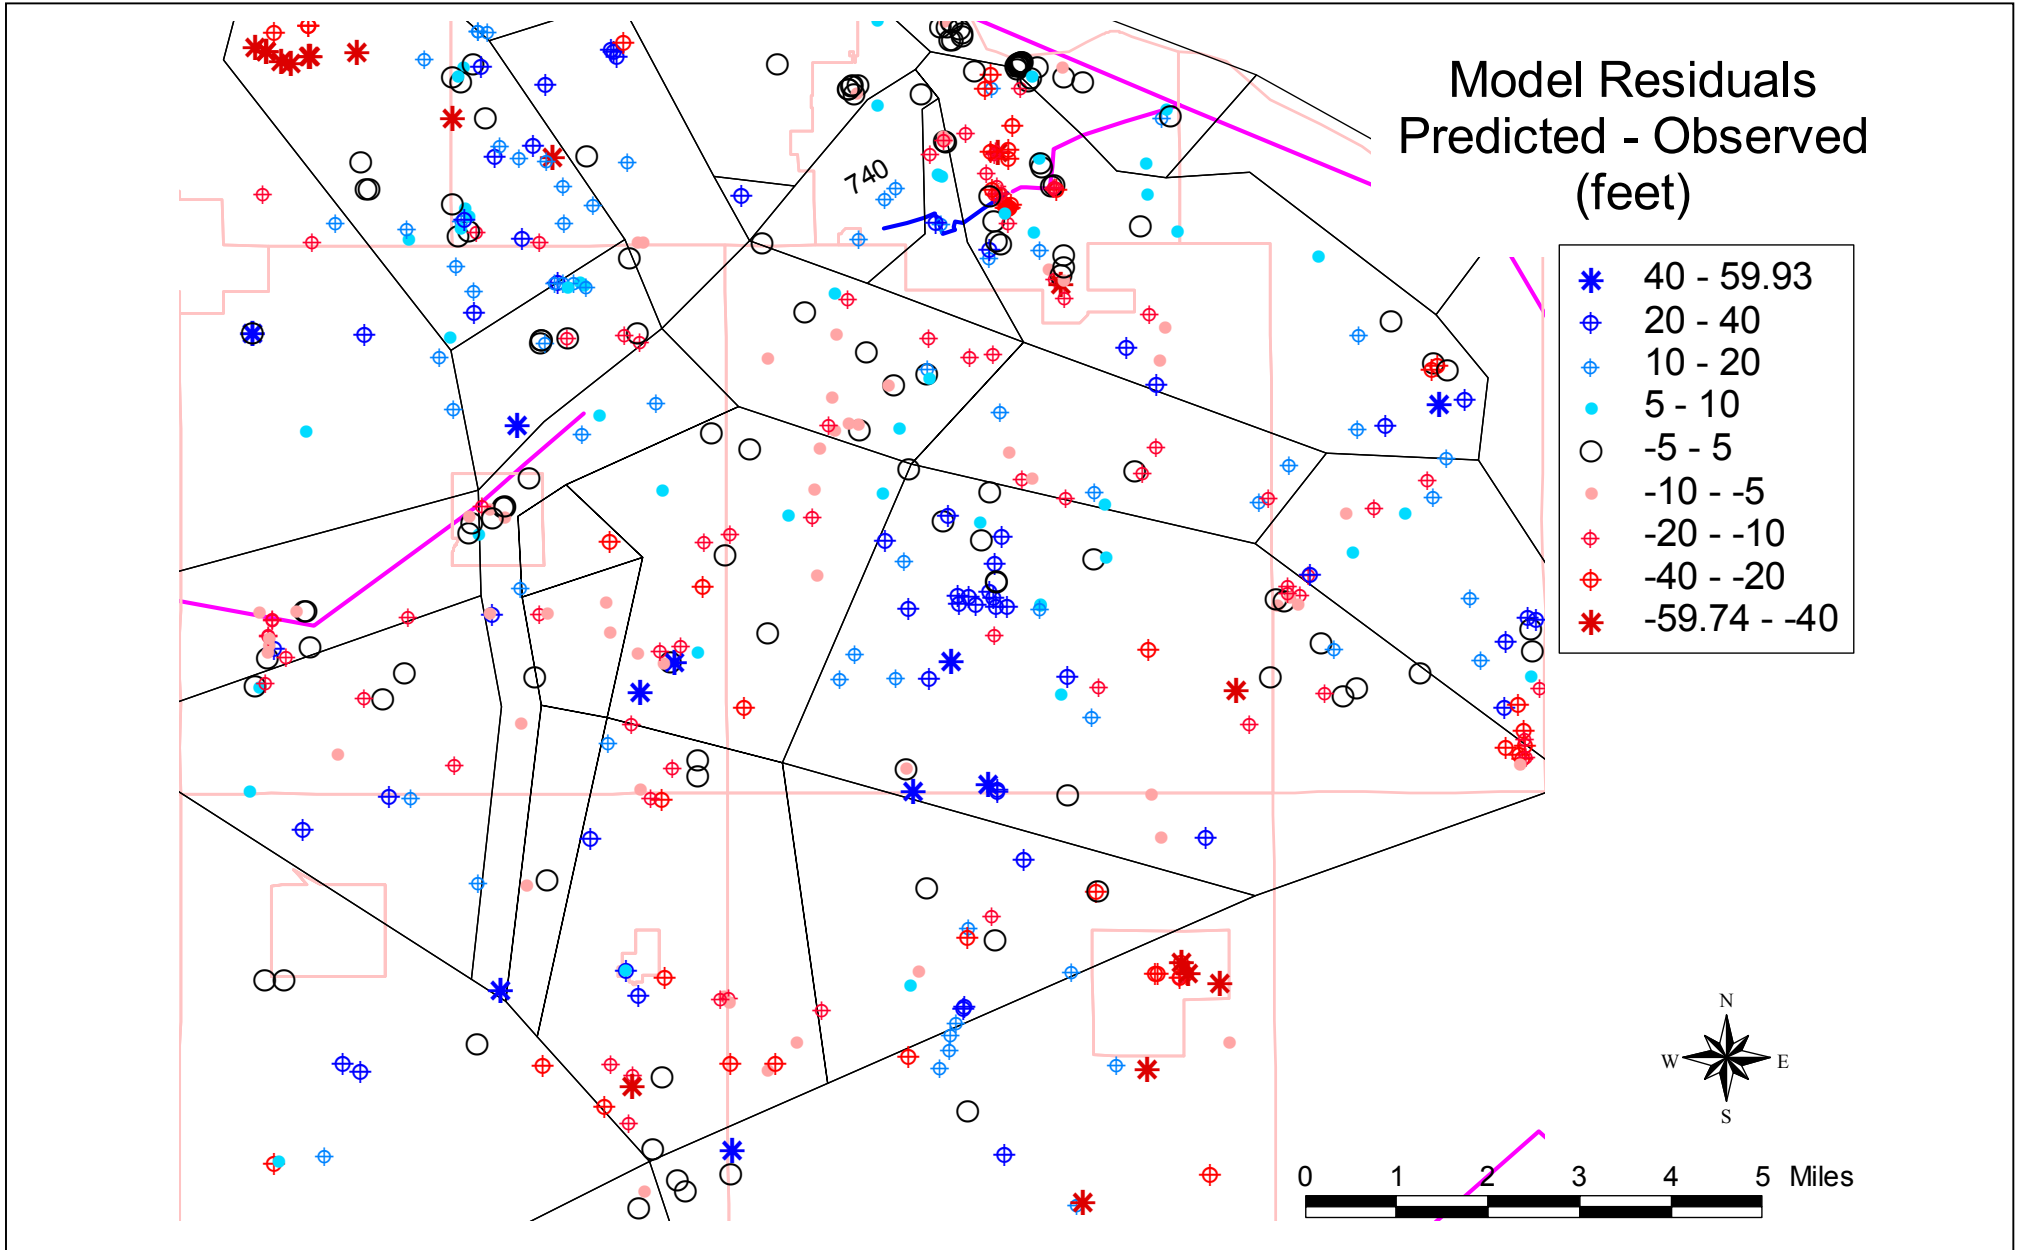 Model Residuals
Predicted - Observed
(feet)
740
40 - 59.93
20 - 40
10 - 20
5 - 10
-5 - 5
-10 - -5
-20 - -10
-40 - -20
-59.74 - -40
N
W E
S
0 1 2 3 4 5 Miles